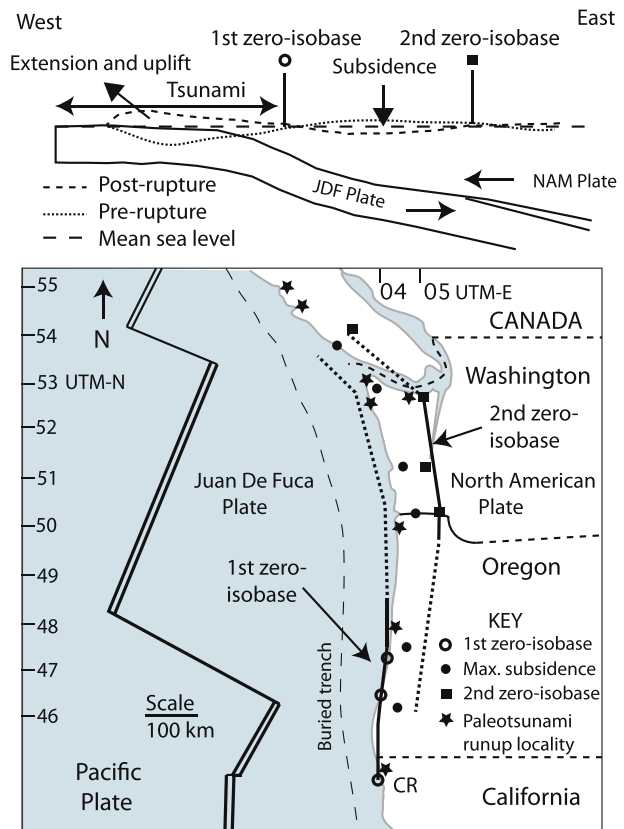 West
East
1st zero-isobase
2nd zero-isobase
Extension and uplift
Subsidence
Tsunami
Post-rupture
Pre-rupture
Mean sea level
JDF Plate
NAM Plate
55
54
53 UTM-N
52
51
50
49
48
47
46
N
04 05 UTM-E
CANADA
Washington
2nd zero-
isobase
Juan De Fuca
Plate
North American
Plate
Oregon
1st zero-
isobase
KEY
1st zero-isobase
Max. subsidence
2nd zero-isobase
Paleotsunami
runup locality
Buried trench
Scale
100 km
Pacific
Plate
CR
California